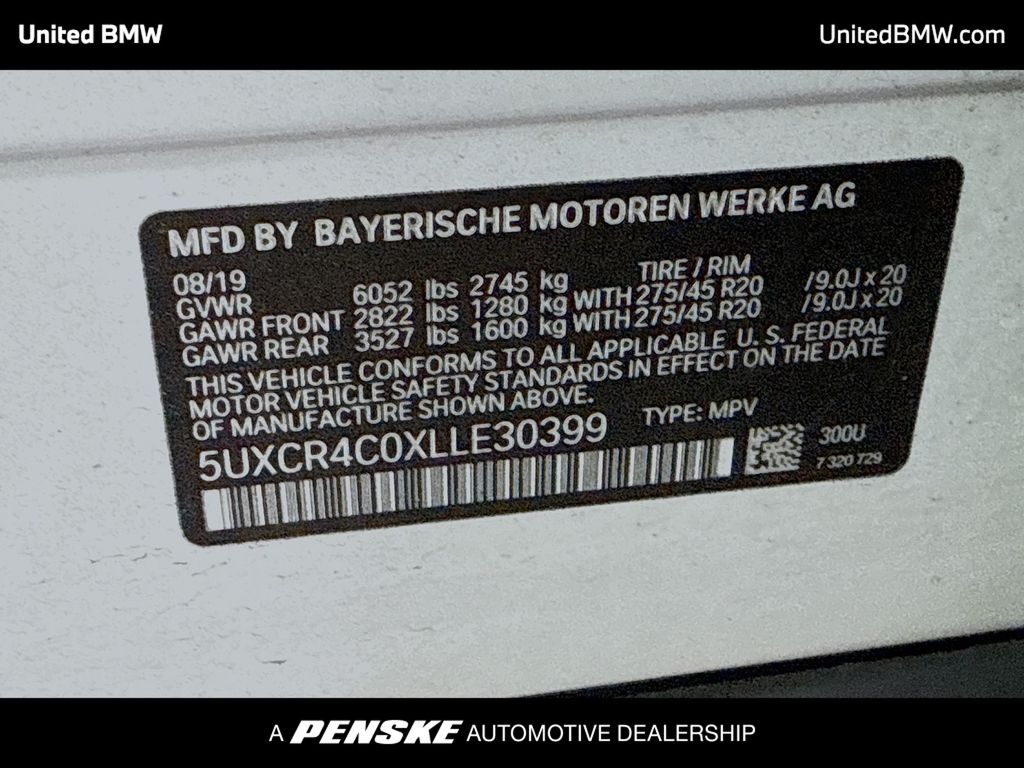 United BMW
UnitedBMW.com
MFD BY BAYERISCHE MOTOREN WERKE AG
08/19 TIRE / RIM
GVWR 6052 lbs 2745 kg
GAWR FRONT 2822 lbs 1280 kg WITH 275/45 R20 /9.0J x 20
GAWR REAR 3527 lbs 1600 kg WITH 275/45 R20 /9.0J x 20
THIS VEHICLE CONFORMS TO ALL APPLICABLE U. S. FEDERAL
MOTOR VEHICLE SAFETY STANDARDS IN EFFECT ON THE DATE
OF MANUFACTURE SHOWN ABOVE.
TYPE: MPV
5UXCR4C0XLLE30399
300U
7 320 729
A PENSKE AUTOMOTIVE DEALERSHIP